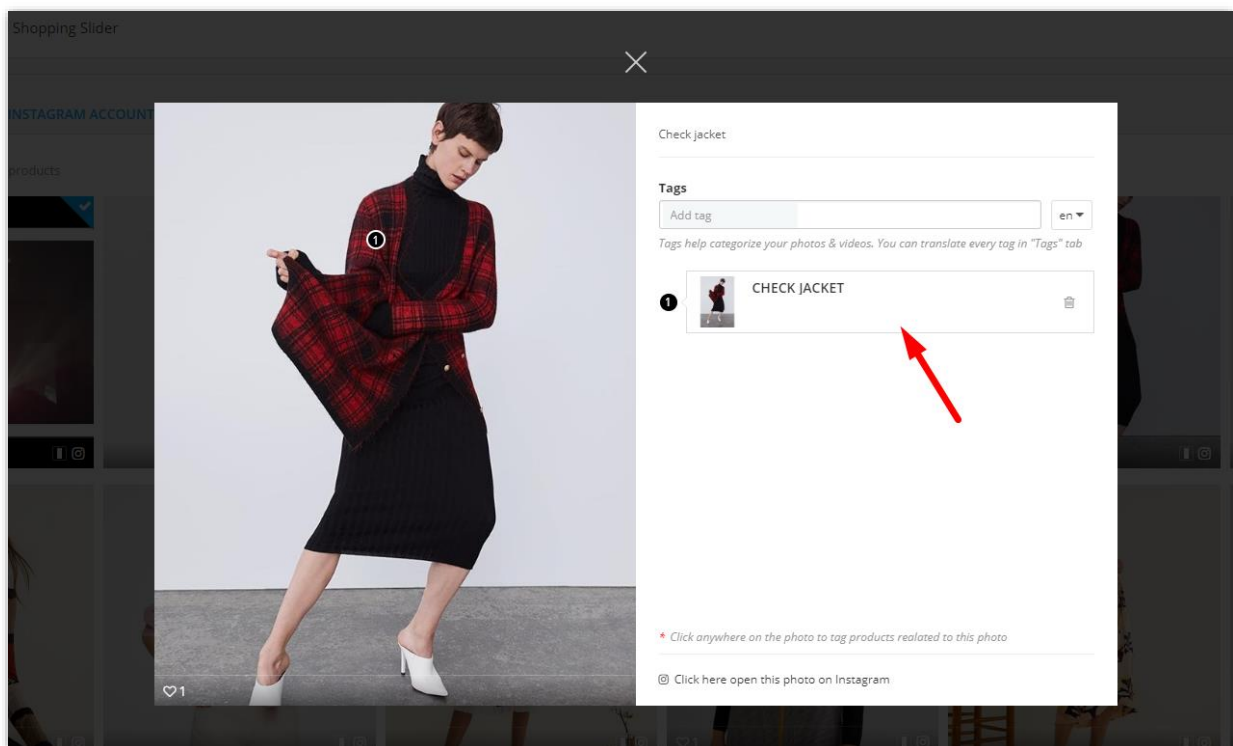 Shopping Slider
INSTAGRAM ACCOUNT
products
Check jacket
Tags
Add tag
en
Tags help categorize your photos & videos. You can translate every tag in "Tags" tab
1
1
CHECK JACKET
* Click anywhere on the photo to tag products realated to this photo
Click here open this photo on Instagram
1
1